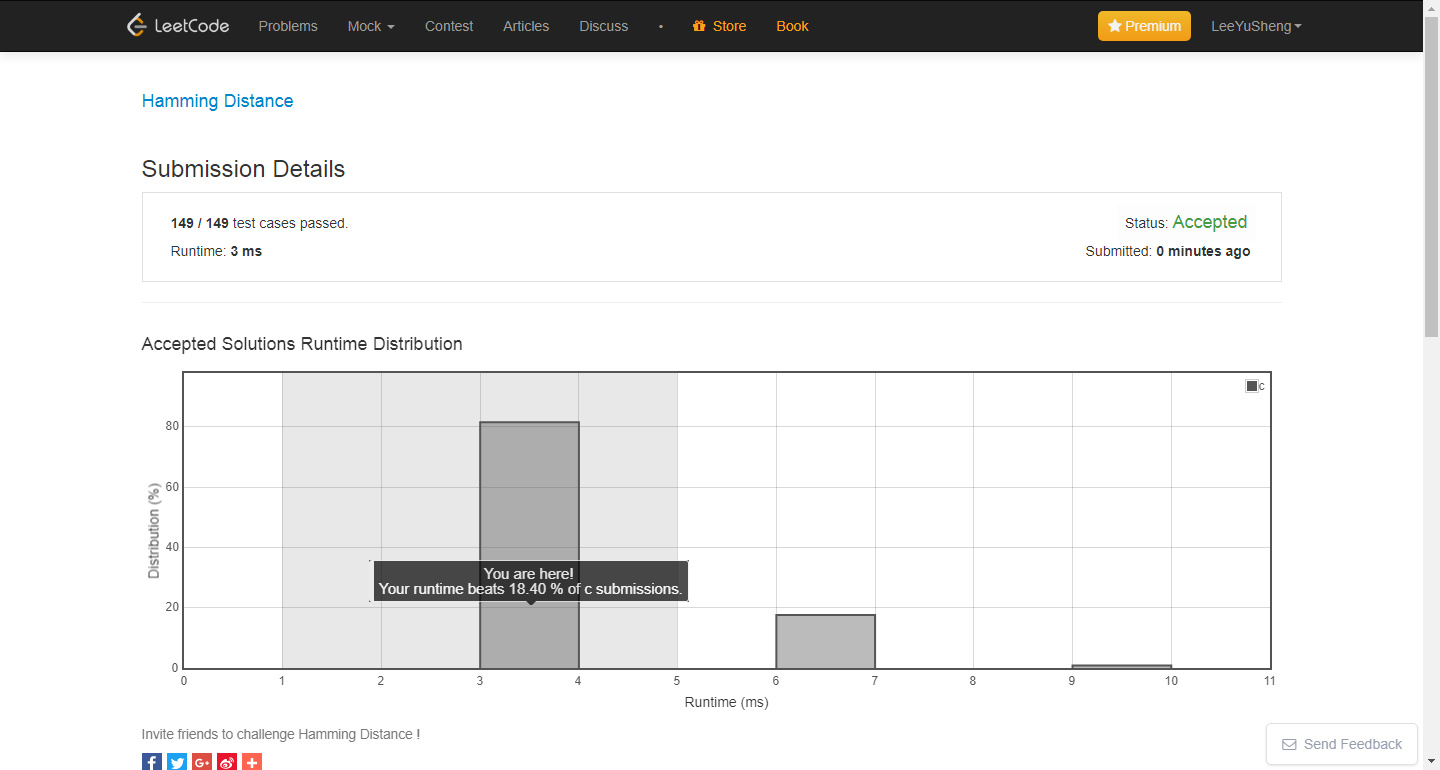 LeetCode Problems Mock Contest Articles Discuss • Store Book Premium LeeYuSheng
Hamming Distance
Submission Details
149 / 149 test cases passed. Status: Accepted
Runtime: 3 ms Submitted: 0 minutes ago
Accepted Solutions Runtime Distribution
c
80
60
40
20
0
Distribution (%)
You are here!
Your runtime beats 18.40 % of c submissions.
0 1 2 3 4 5 6 7 8 9 10 11
Runtime (ms)
Invite friends to challenge Hamming Distance !
Send Feedback